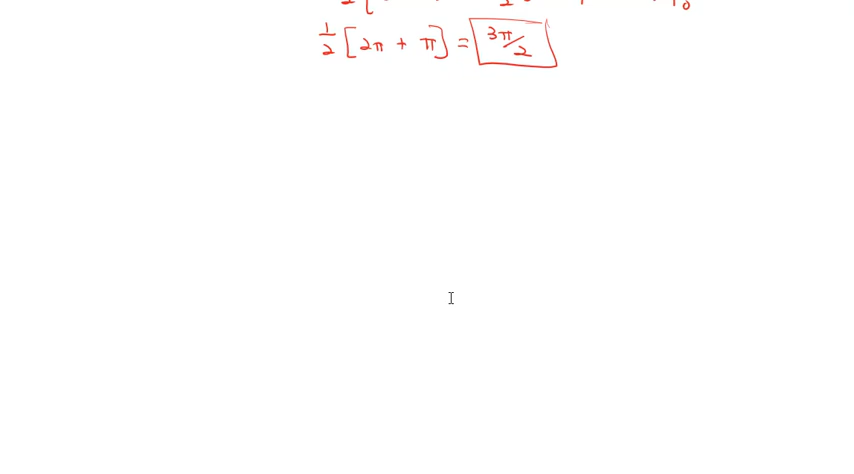 1/2 [2π + π] = 3π/2